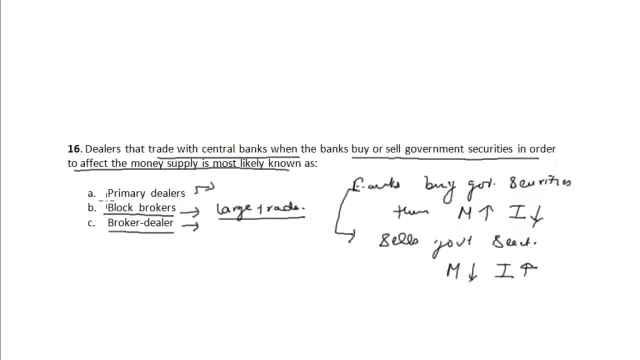 16. Dealers that trade with central banks when the banks buy or sell government securities in order
to affect the money supply is most likely known as:
a. Primary dealers →
b. Block brokers → large trade.
c. Broker-dealer →
buy gov. Securities
then M↑ I↓
Sells govt Secu.
M↓ I↑